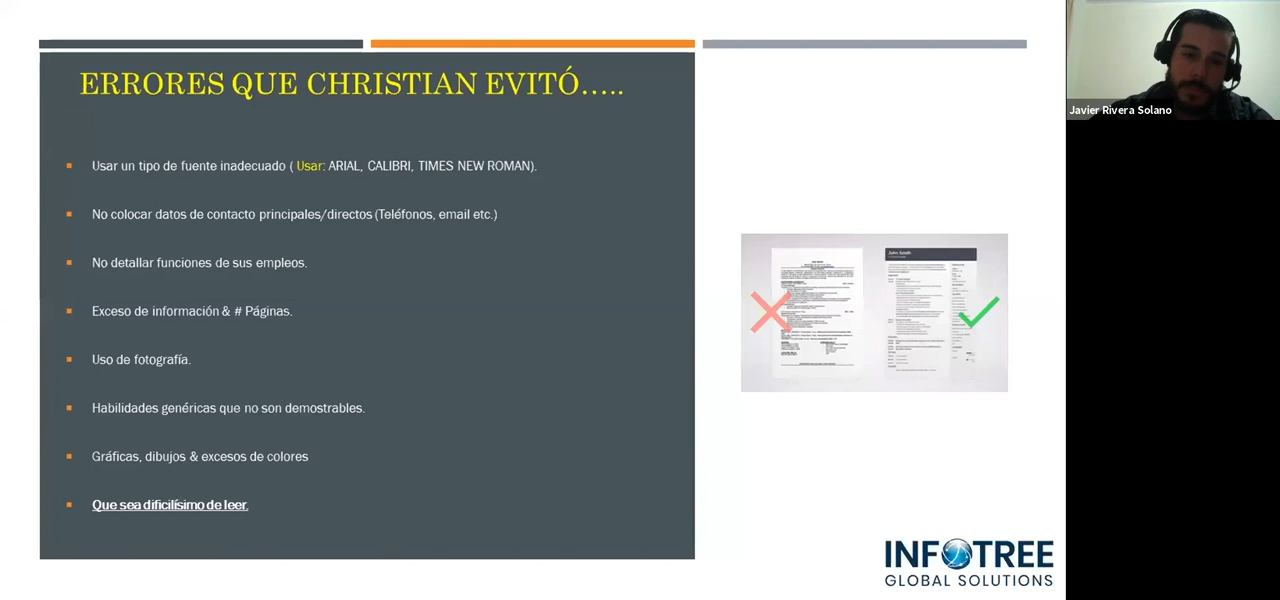 ERRORES QUE CHRISTIAN EVITÓ.....
Usar un tipo de fuente inadecuado ( Usar: ARIAL, CALIBRI, TIMES NEW ROMAN).
No colocar datos de contacto principales/directos (Teléfonos, email etc.)
No detallar funciones de sus empleos.
Exceso de información & # Páginas.
Uso de fotografía.
Habilidades genéricas que no son demostrables.
Gráficas, dibujos & excesos de colores
Que sea dificilísimo de leer.
John Smith
INFOTREE
GLOBAL SOLUTIONS
Javier Rivera Solano